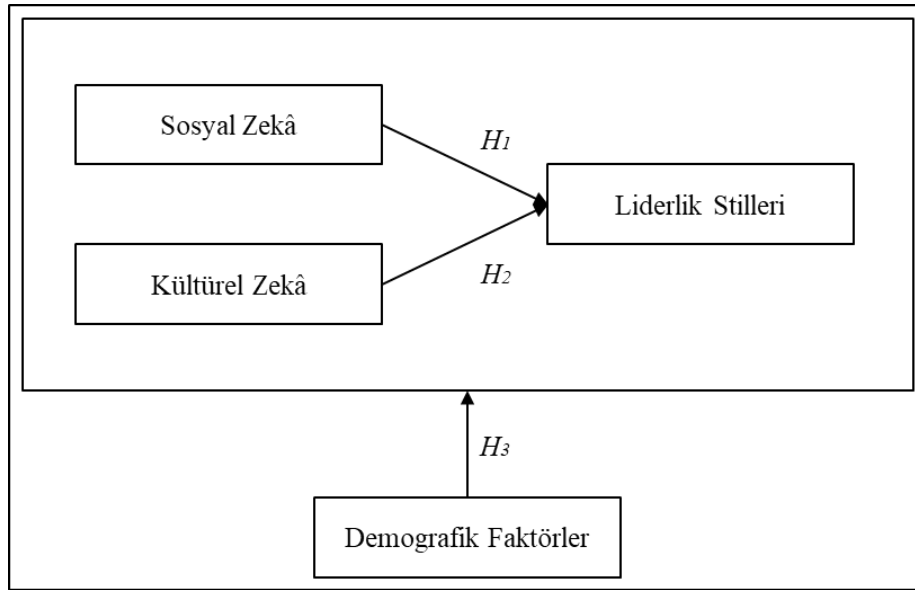 Sosyal Zekâ
H1
Liderlik Stilleri
Kültürel Zekâ
H2
H3
Demografik Faktörler